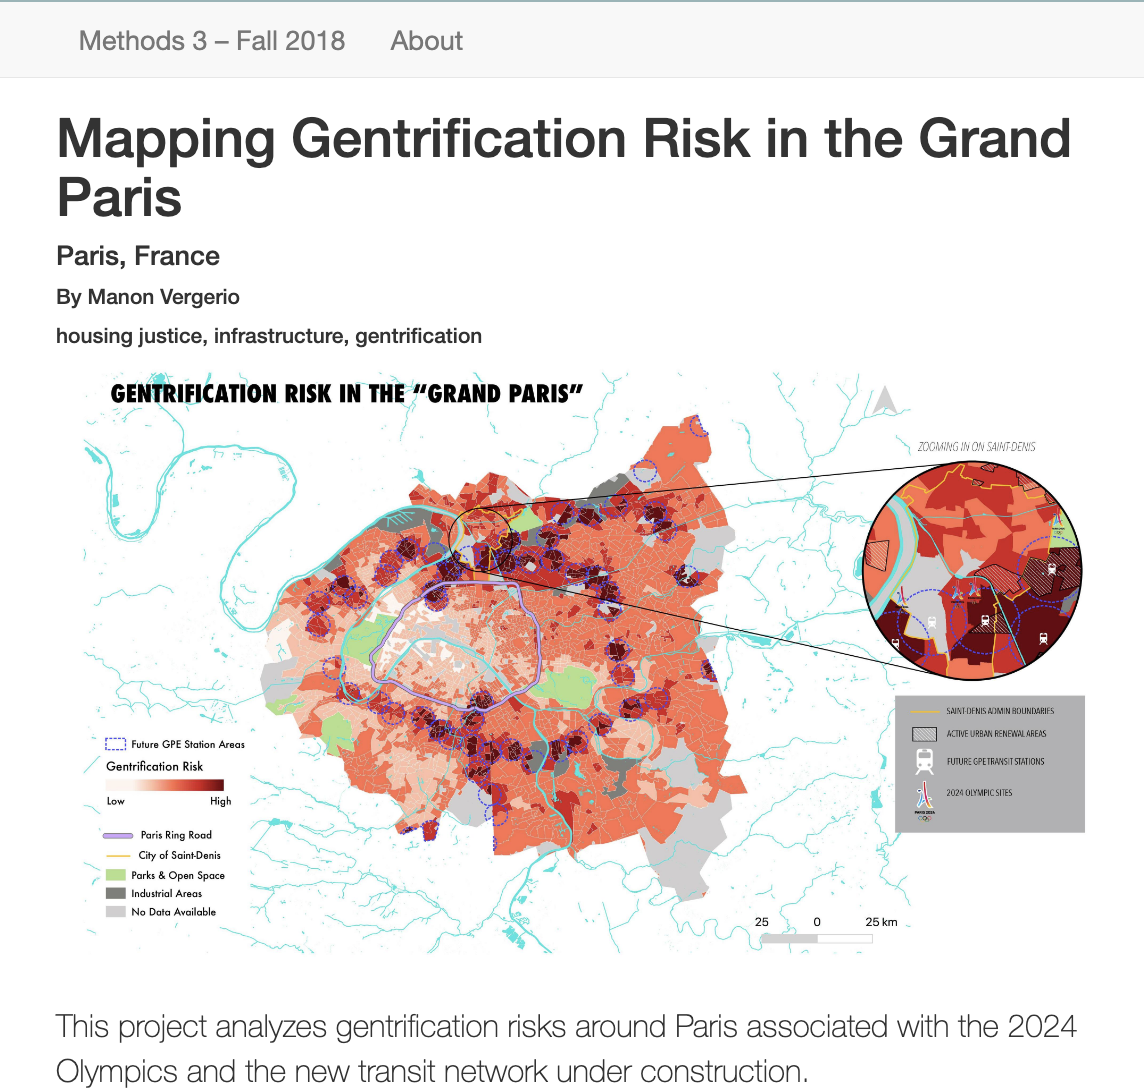 Methods 3 – Fall 2018 About
Mapping Gentrification Risk in the Grand
Paris
Paris, France
By Manon Vergerio
housing justice, infrastructure, gentrification
GENTRIFICATION RISK IN THE “GRAND PARIS”
ZOOMING IN ON SAINT-DENIS
SAINT-DENIS ADMIN BOUNDARIES
ACTIVE URBAN RENEWAL AREAS
FUTURE GPE TRANSIT STATIONS
2024 OLYMPIC SITES
Future GPE Station Areas
Gentrification Risk
Low High
Paris Ring Road
City of Saint-Denis
Parks & Open Space
Industrial Areas
No Data Available
25 0 25 km
This project analyzes gentrification risks around Paris associated with the 2024
Olympics and the new transit network under construction.